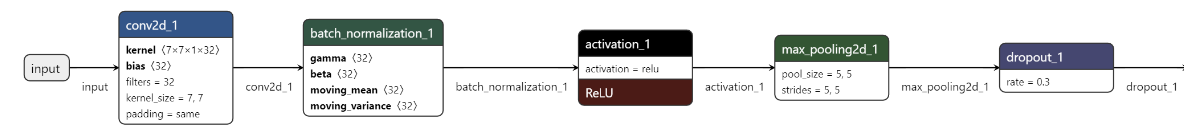 input
input
conv2d_1
kernel ⟨7×7×1×32⟩
bias ⟨32⟩
filters = 32
kernel_size = 7, 7
padding = same
conv2d_1
batch_normalization_1
gamma ⟨32⟩
beta ⟨32⟩
moving_mean ⟨32⟩
moving_variance ⟨32⟩
batch_normalization_1
activation_1
activation = relu
ReLU
activation_1
max_pooling2d_1
pool_size = 5, 5
strides = 5, 5
max_pooling2d_1
dropout_1
rate = 0.3
dropout_1